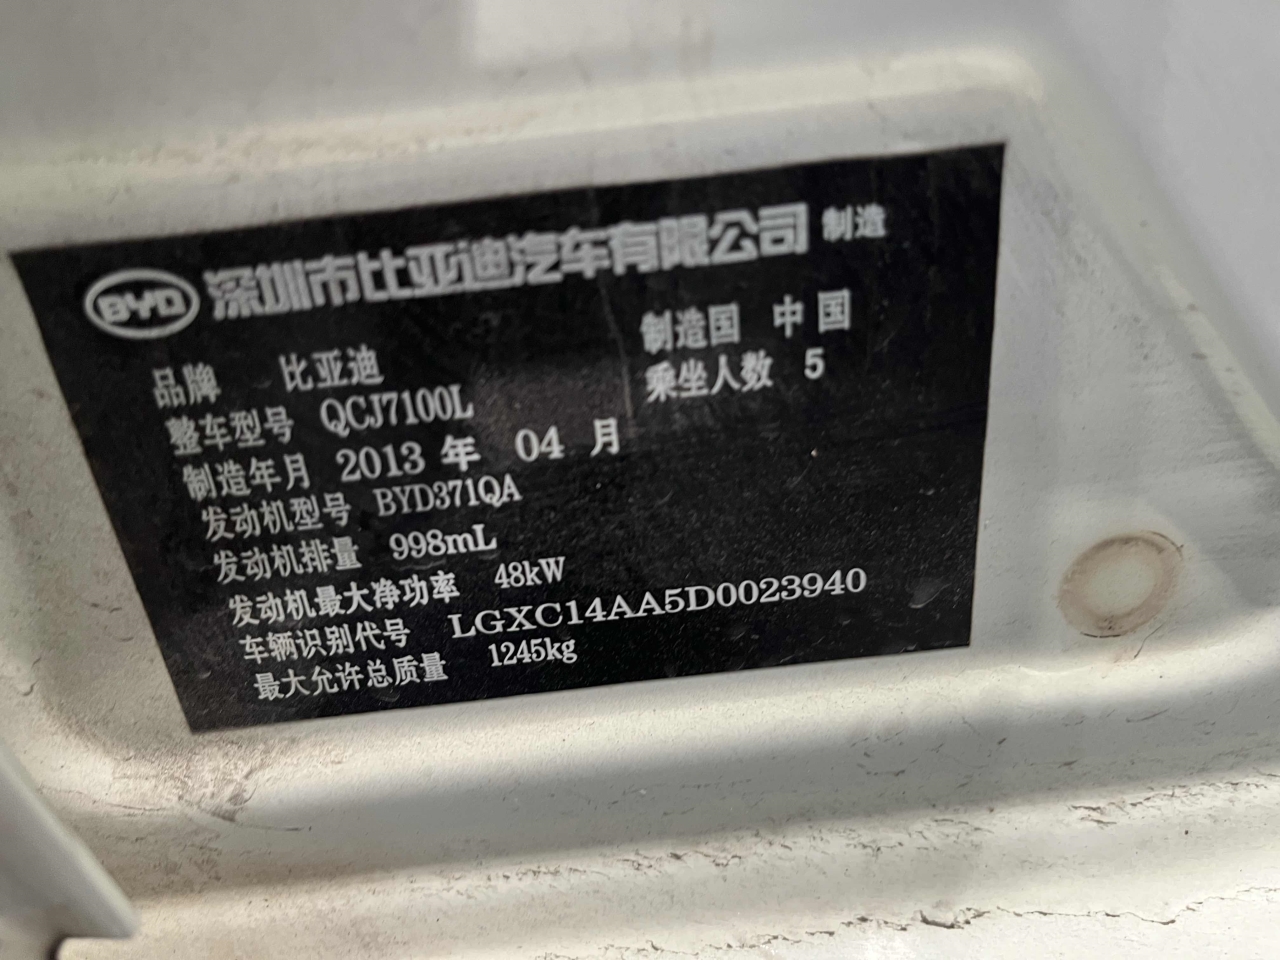 BYD 深圳市比亚迪汽车有限公司 制造
制造国 中国
品牌 比亚迪
乘坐人数 5
整车型号 QCJ7100L
制造年月 2013 年 04 月
发动机型号 BYD371QA
发动机排量 998mL
发动机最大净功率 48kW
车辆识别代号 LGXC14AA5D0023940
最大允许总质量 1245kg